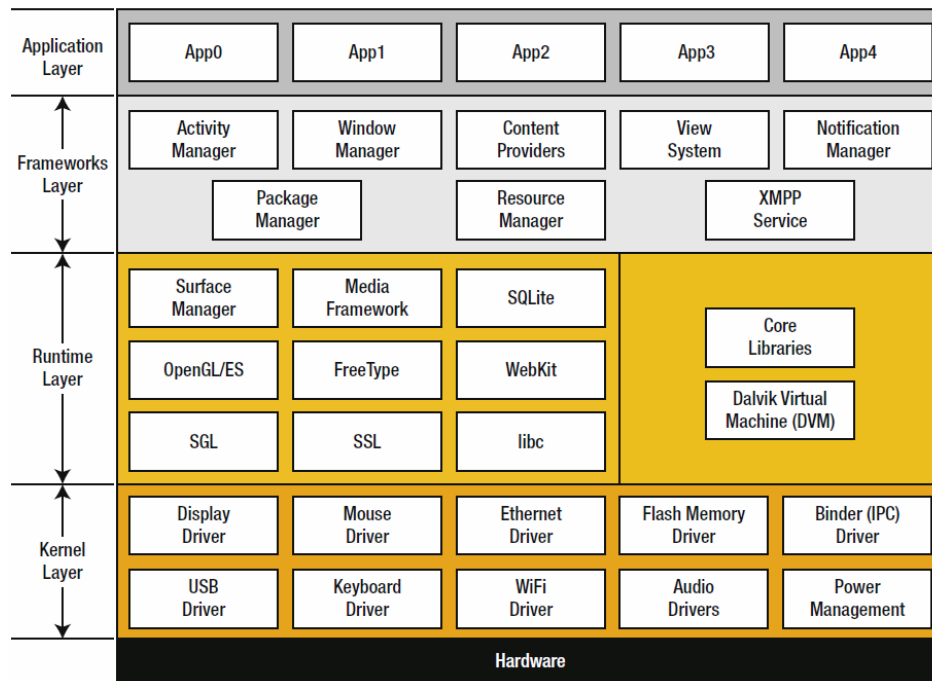 Application
Layer
App0
App1
App2
App3
App4
Frameworks
Layer
Activity
Manager
Window
Manager
Content
Providers
View
System
Notification
Manager
Package
Manager
Resource
Manager
XMPP
Service
Runtime
Layer
Surface
Manager
Media
Framework
SQLite
OpenGL/ES
FreeType
WebKit
SGL
SSL
libc
Core
Libraries
Dalvik Virtual
Machine (DVM)
Kernel
Layer
Display
Driver
Mouse
Driver
Ethernet
Driver
Flash Memory
Driver
Binder (IPC)
Driver
USB
Driver
Keyboard
Driver
WiFi
Driver
Audio
Drivers
Power
Management
Hardware